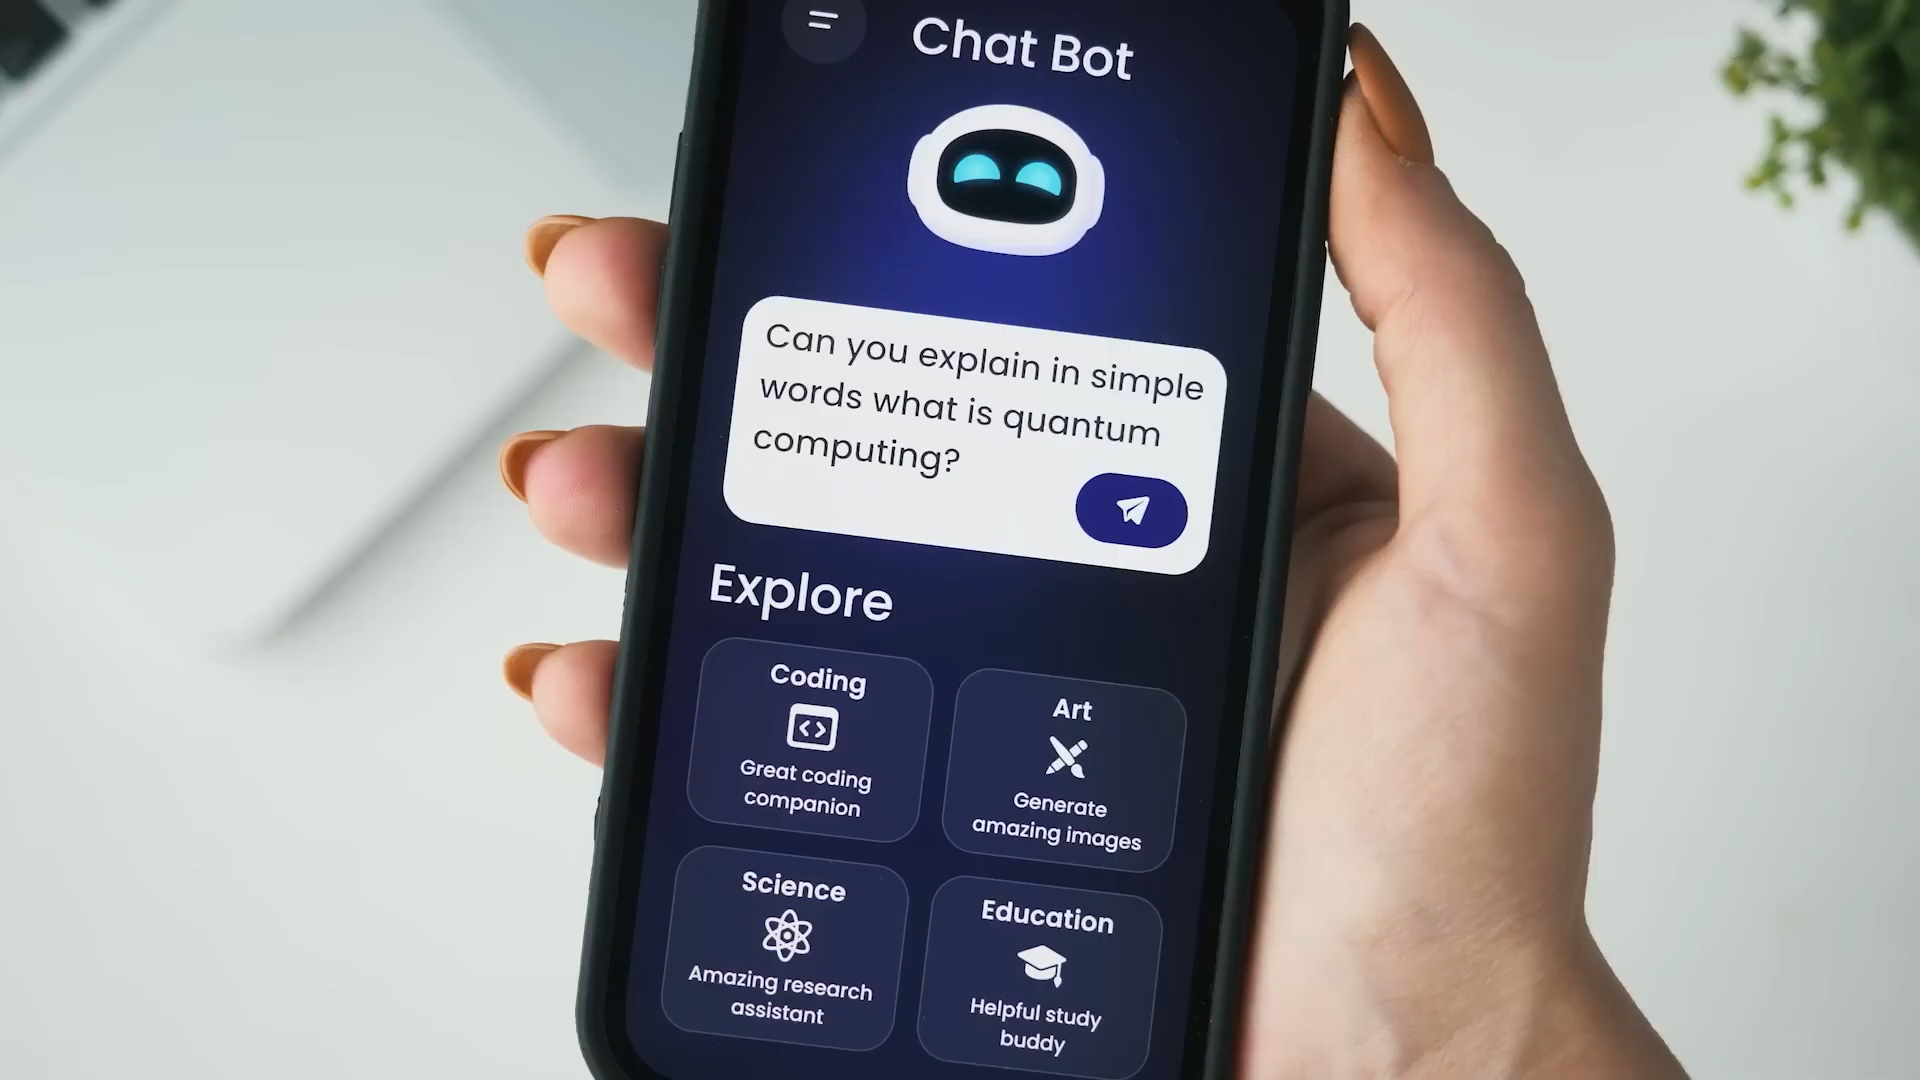 Chat Bot
Can you explain in simple
words what is quantum
computing?
Explore
Coding
Great coding
companion
Art
Generate
amazing images
Science
Amazing research
assistant
Education
Helpful study
buddy